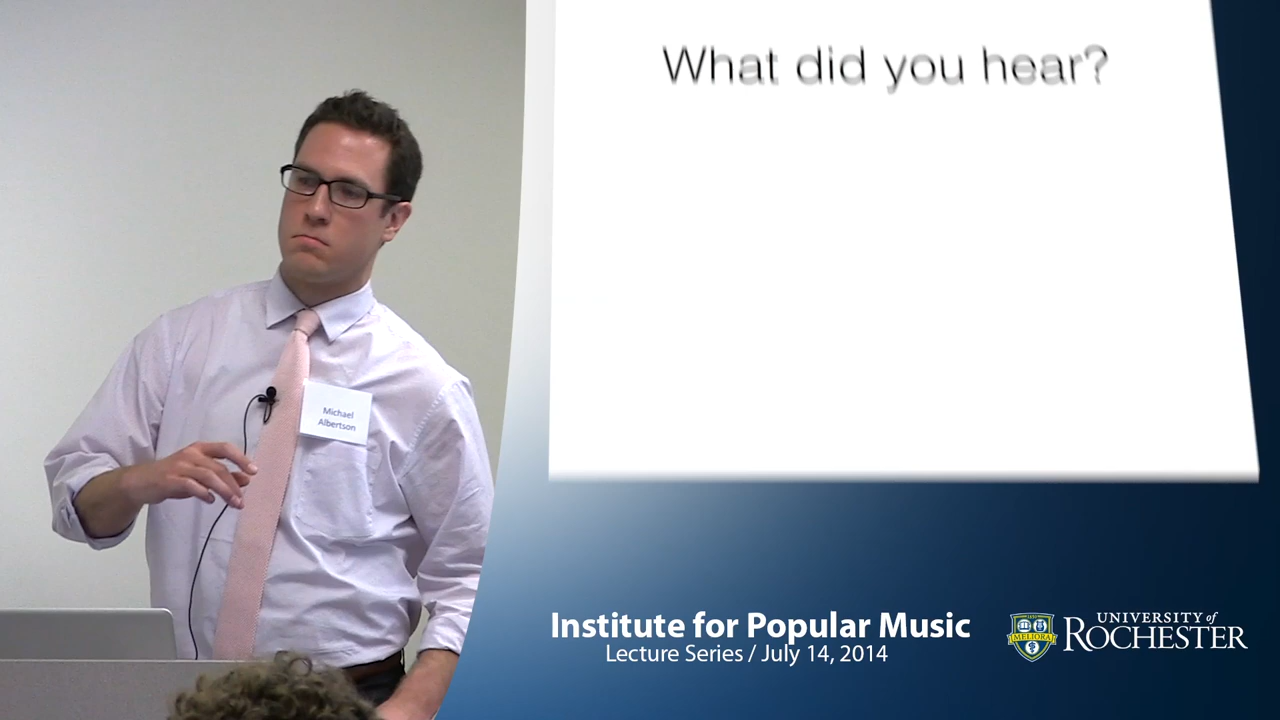 What did you hear?
Michael
Albertson
Institute for Popular Music
Lecture Series / July 14, 2014
MELIORA
UNIVERSITY of
ROCHESTER